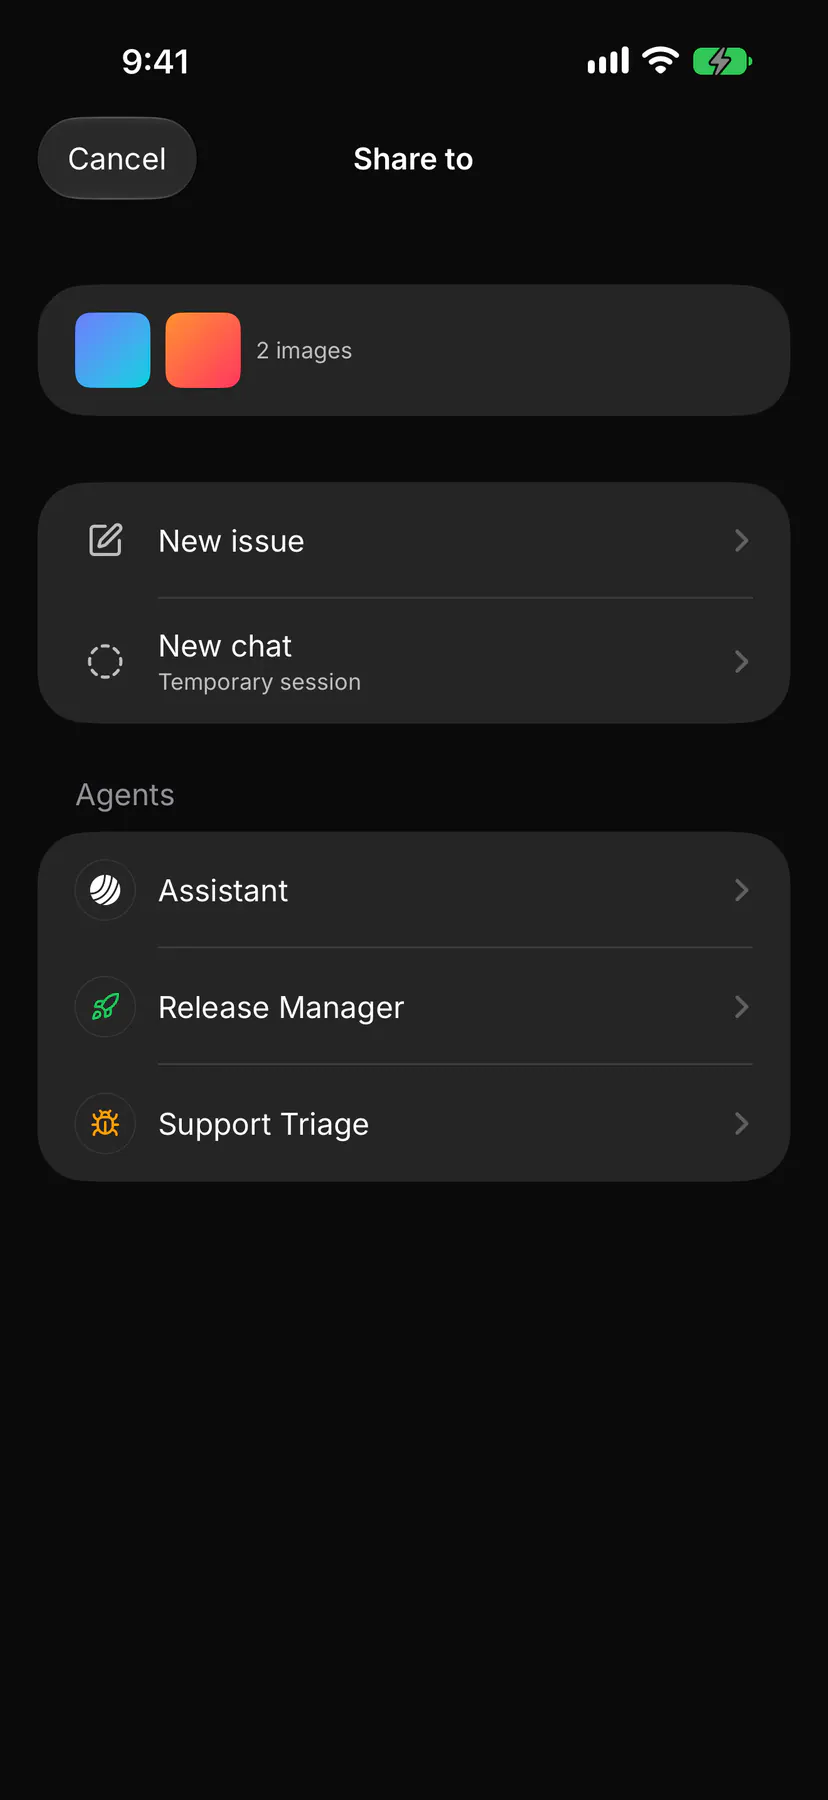 9:41
Cancel
Share to
2 images
New issue
New chat
Temporary session
Agents
Assistant
Release Manager
Support Triage